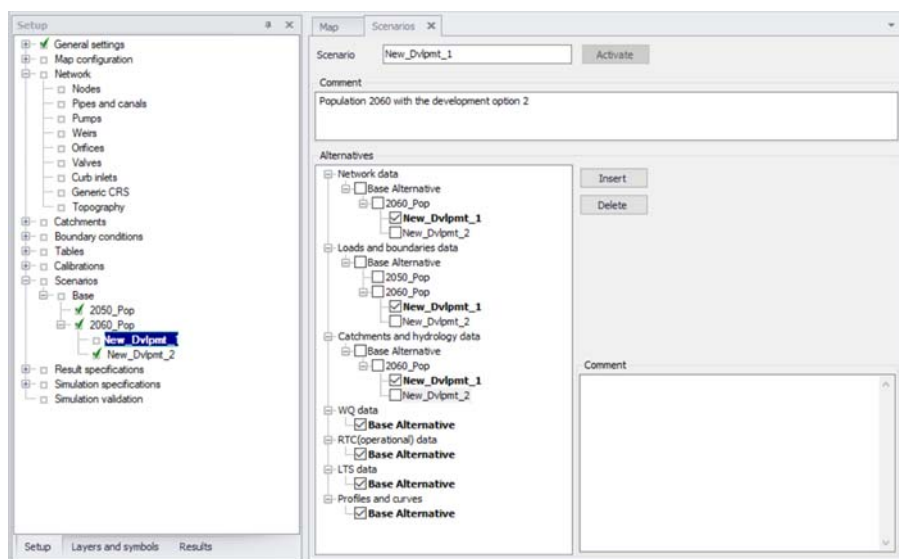 Setup
General settings
Map configuration
Network
Nodes
Pipes and canals
Pumps
Weirs
Orifices
Valves
Curb inlets
Generic CRS
Topography
Catchments
Boundary conditions
Tables
Calibrations
Scenarios
Base
2050_Pop
2060_Pop
New_Dvlpmt_1
New_Dvlpmt_2
Result specifications
Simulation specifications
Simulation validation
Setup Layers and symbols Results
Map Scenarios
Scenario New_Dvlpmt_1 Activate
Comment
Population 2060 with the development option 2
Alternatives
Network data
Base Alternative
2060_Pop
New_Dvlpmt_1
New_Dvlpmt_2
Loads and boundaries data
Base Alternative
2050_Pop
2060_Pop
New_Dvlpmt_1
New_Dvlpmt_2
Catchments and hydrology data
Base Alternative
2060_Pop
New_Dvlpmt_1
New_Dvlpmt_2
WQ data
Base Alternative
RTC(operational) data
Base Alternative
LTS data
Base Alternative
Profiles and curves
Base Alternative
Insert
Delete
Comment